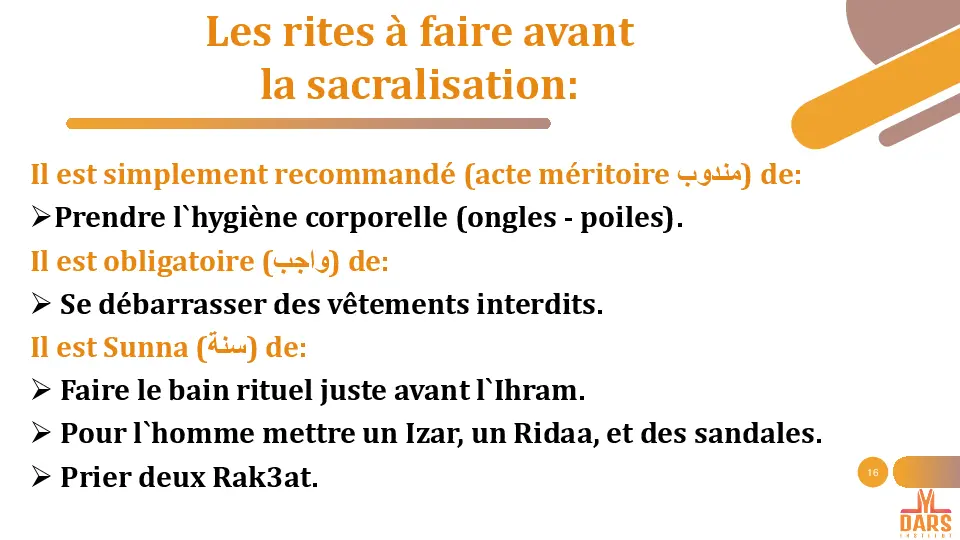 Les rites à faire avant
la sacralisation:
Il est simplement recommandé (acte méritoire مندوب) de:
➢Prendre l`hygiène corporelle (ongles - poiles).
Il est obligatoire (واجب) de:
➢ Se débarrasser des vêtements interdits.
Il est Sunna (سنة) de:
➢ Faire le bain rituel juste avant l`Ihram.
➢ Pour l`homme mettre un Izar, un Ridaa, et des sandales.
➢ Prier deux Rak3at.
16
DARS
INSTITUT